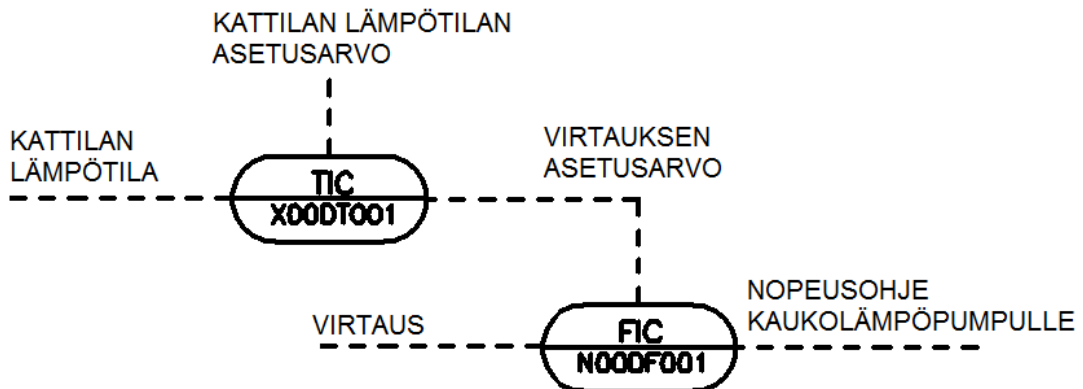 KATTILAN LÄMPÖTILAN
ASETUSARVO
KATTILAN
LÄMPÖTILA
VIRTAUKSEN
ASETUSARVO
TIC
X00DT001
VIRTAUS
FIC
N00DF001
NOPEUSOHJE
KAUKOLÄMPÖPUMPULLE